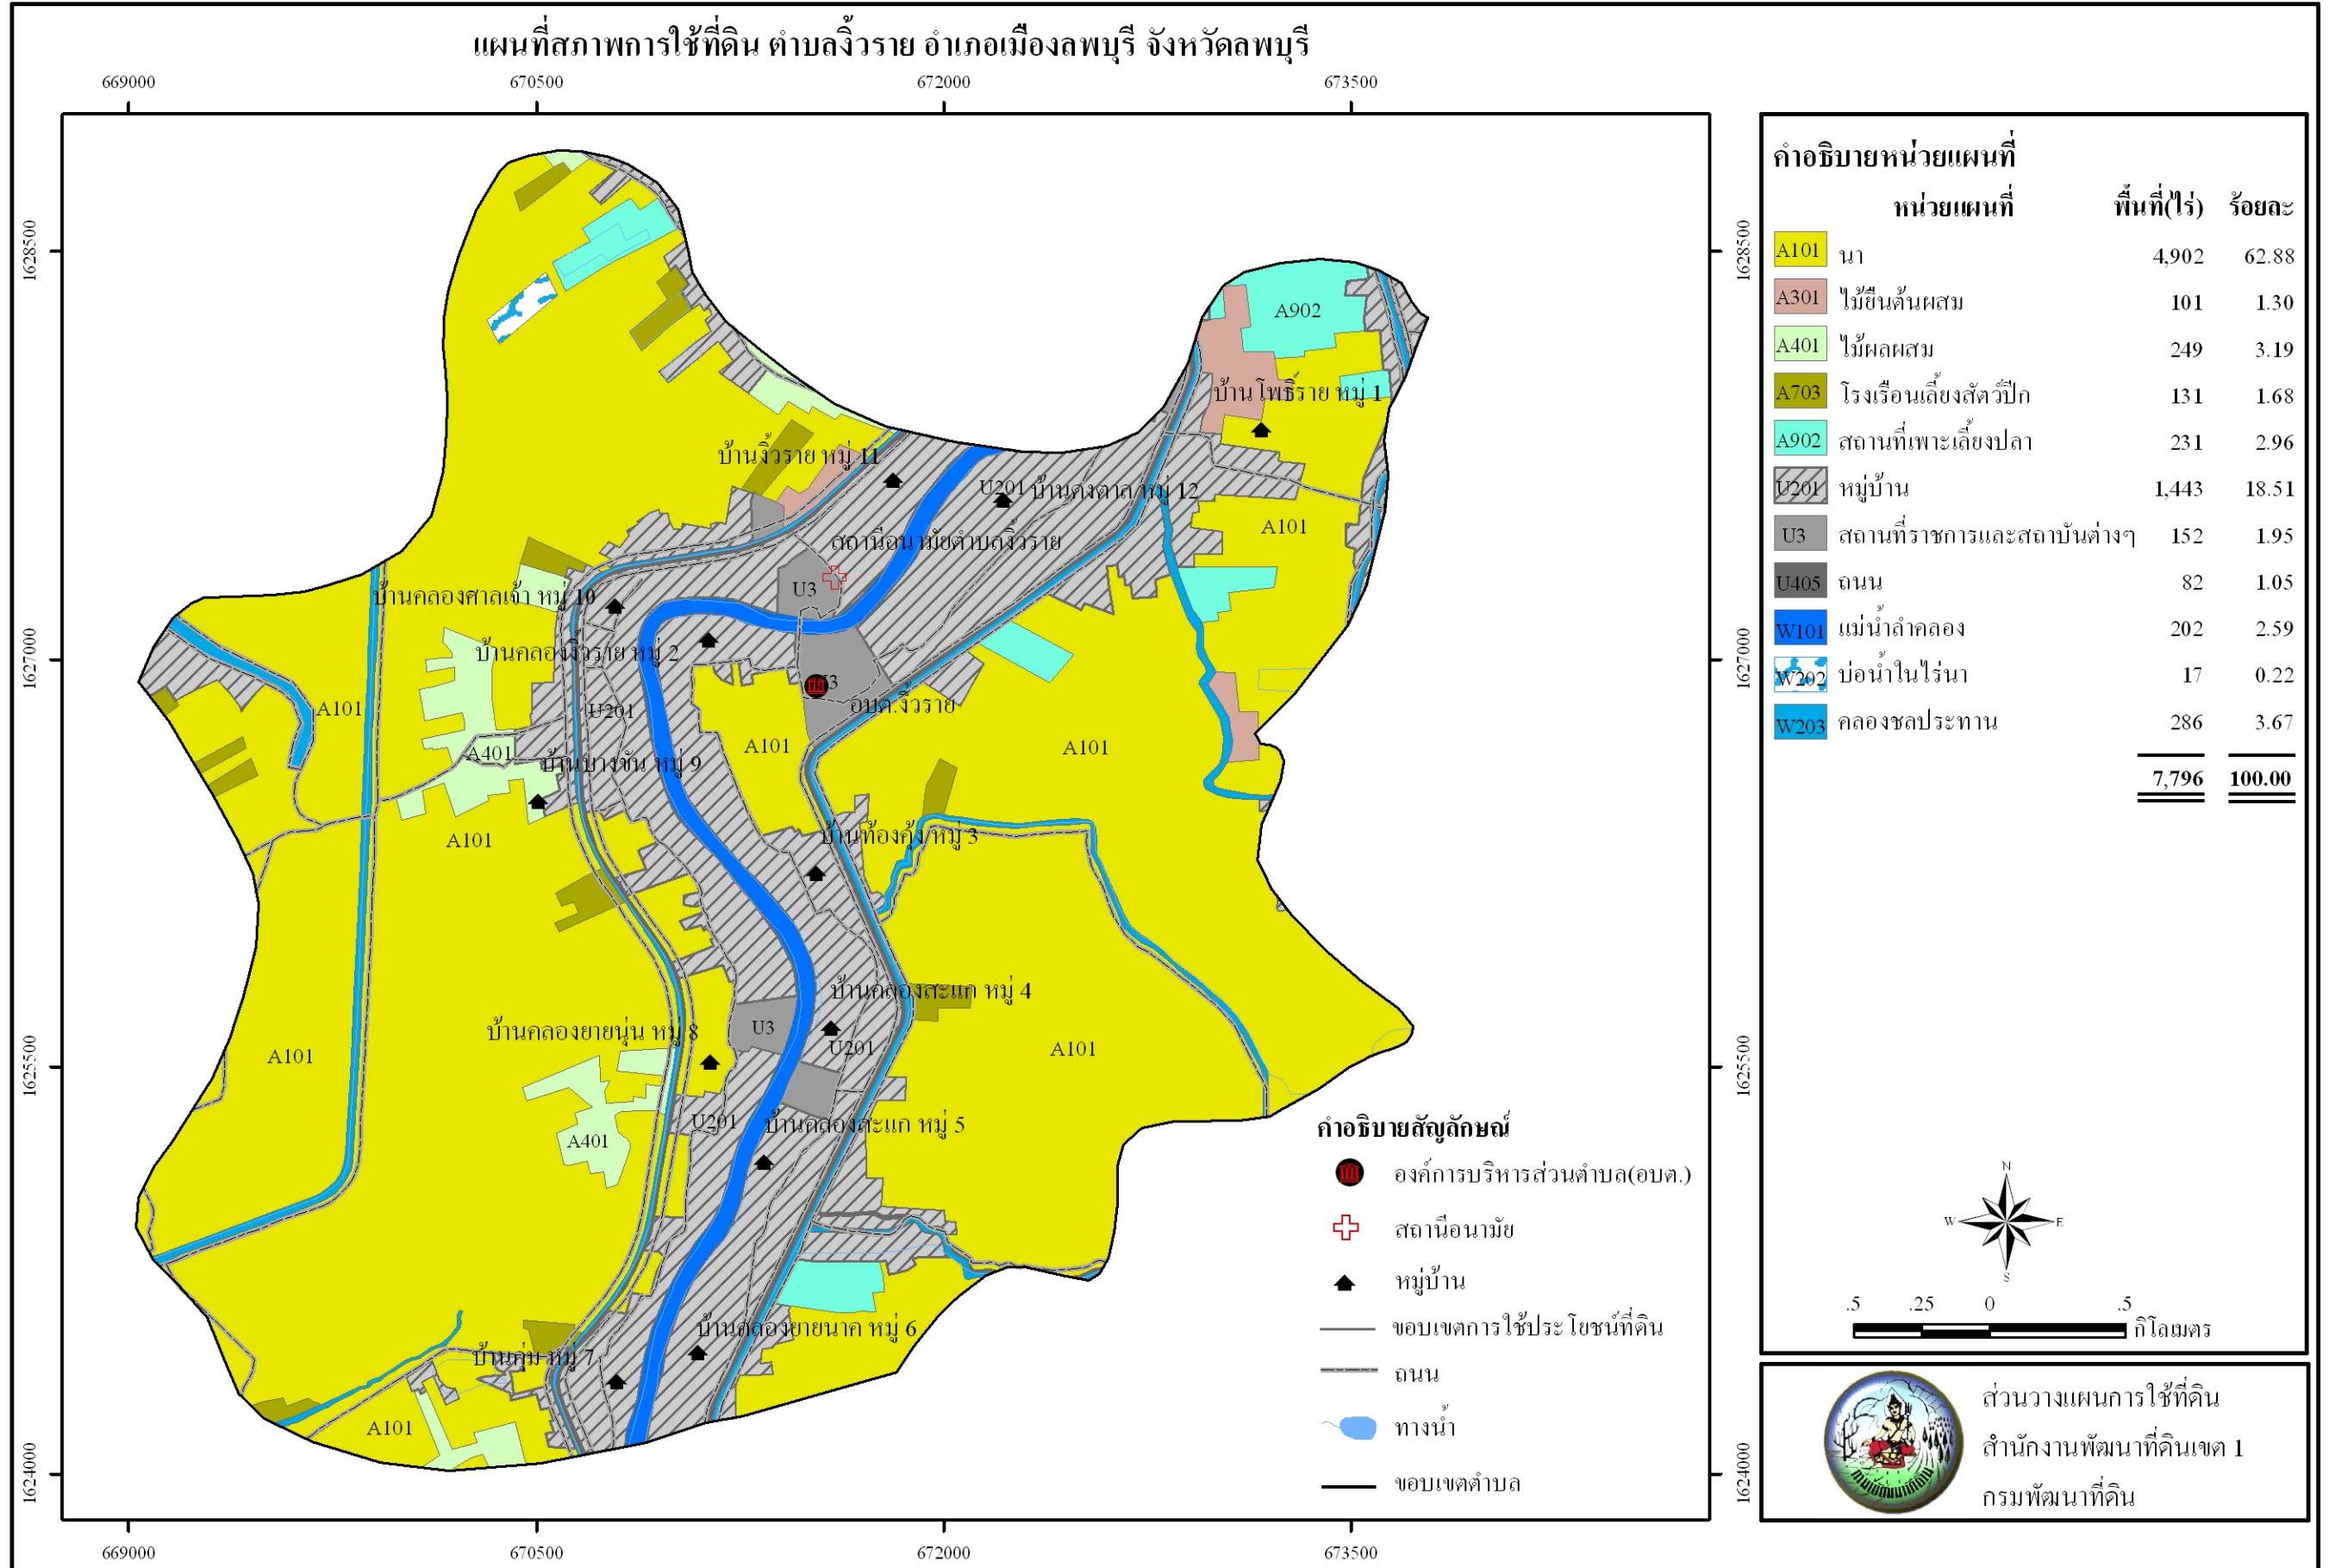 แผนที่สภาพการใช้ที่ดิน ตำบลงิ้วราย อำเภอเมืองลพบุรี จังหวัดลพบุรี
669000 670500 672000 673500
1628500 1628500
1627000 1627000
1625500 1625500
1624000 1624000
669000 670500 672000 673500
A902
บ้านโพธิ์ราย หมู่ 1
บ้านงิ้วราย หมู่ 11
U201 บ้านดงตาล หมู่ 12
A101
สถานีอนามัยตำบลงิ้วราย
U3
บ้านคลองศาลเจ้า หมู่ 10
บ้านคลองงิ้วราย หมู่ 2
U3
A101
U201
อบต.งิ้วราย
A401
A101
A101
บ้านบางขัน หมู่ 9
A101
บ้านท้องคุ้ง หมู่ 3
บ้านคลองสะแก หมู่ 4
U3
บ้านคลองยายนุ่น หมู่ 8
U201
A101
A101
U201
บ้านคลองสะแก หมู่ 5
A401
บ้านคลองยายนาค หมู่ 6
บ้านคุ่ม หมู่ 7
A101
คำอธิบายสัญลักษณ์
องค์การบริหารส่วนตำบล(อบต.)
สถานีอนามัย
หมู่บ้าน
ขอบเขตการใช้ประโยชน์ที่ดิน
ถนน
ทางน้ำ
ขอบเขตตำบล
คำอธิบายหน่วยแผนที่
หน่วยแผนที่ พื้นที่(ไร่) ร้อยละ
A101 นา 4,902 62.88
A301 ไม้ยืนต้นผสม 101 1.30
A401 ไม้ผลผสม 249 3.19
A703 โรงเรือนเลี้ยงสัตว์ปีก 131 1.68
A902 สถานที่เพาะเลี้ยงปลา 231 2.96
U201 หมู่บ้าน 1,443 18.51
U3 สถานที่ราชการและสถาบันต่างๆ 152 1.95
U405 ถนน 82 1.05
W101 แม่น้ำลำคลอง 202 2.59
W202 บ่อน้ำในไร่นา 17 0.22
W203 คลองชลประทาน 286 3.67
7,796 100.00
N
W E
S
.5 .25 0 .5
กิโลเมตร
ส่วนวางแผนการใช้ที่ดิน
สำนักงานพัฒนาที่ดินเขต 1
กรมพัฒนาที่ดิน
กรมพัฒนาที่ดิน